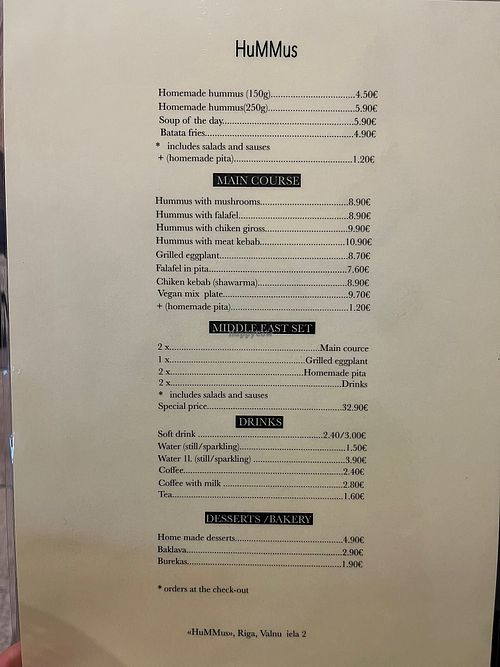 HuMMus
Homemade hummus (150g)..............................4.50€
Homemade hummus(250g)..............................5.90€
Soup of the day..............................5.90€
Batata fries..............................4.90€
* includes salads and sauses
+ (homemade pita)..............................1.20€
MAIN COURSE
Hummus with mushrooms..............................8.90€
Hummus with falafel..............................8.90€
Hummus with chiken giross..............................9.90€
Hummus with meat kebab..............................10.90€
Grilled eggplant..............................8.70€
Falafel in pita..............................7.60€
Chiken kebab (shawarma)..............................8.90€
Vegan mix plate..............................9.70€
+ (homemade pita)..............................1.20€
MIDDLE EAST SET
happycow
2 x..............................Main cource
1 x..............................Grilled eggplant
2 x..............................Homemade pita
2 x..............................Drinks
* includes salads and sauses
Special price..............................32.90€
DRINKS
Soft drink ..............................2.40/3.00€
Water (still/sparkling)..............................1.50€
Water 1l. (still/sparkling) ..............................3.90€
Coffee..............................2.40€
Coffee with milk ..............................2.80€
Tea..............................1.60€
DESSERTS /BAKERY
Home made desserts..............................4.90€
Baklava..............................2.90€
Burekas..............................1.90€
* orders at the check-out
«HuMMus», Riga, Valnu iela 2